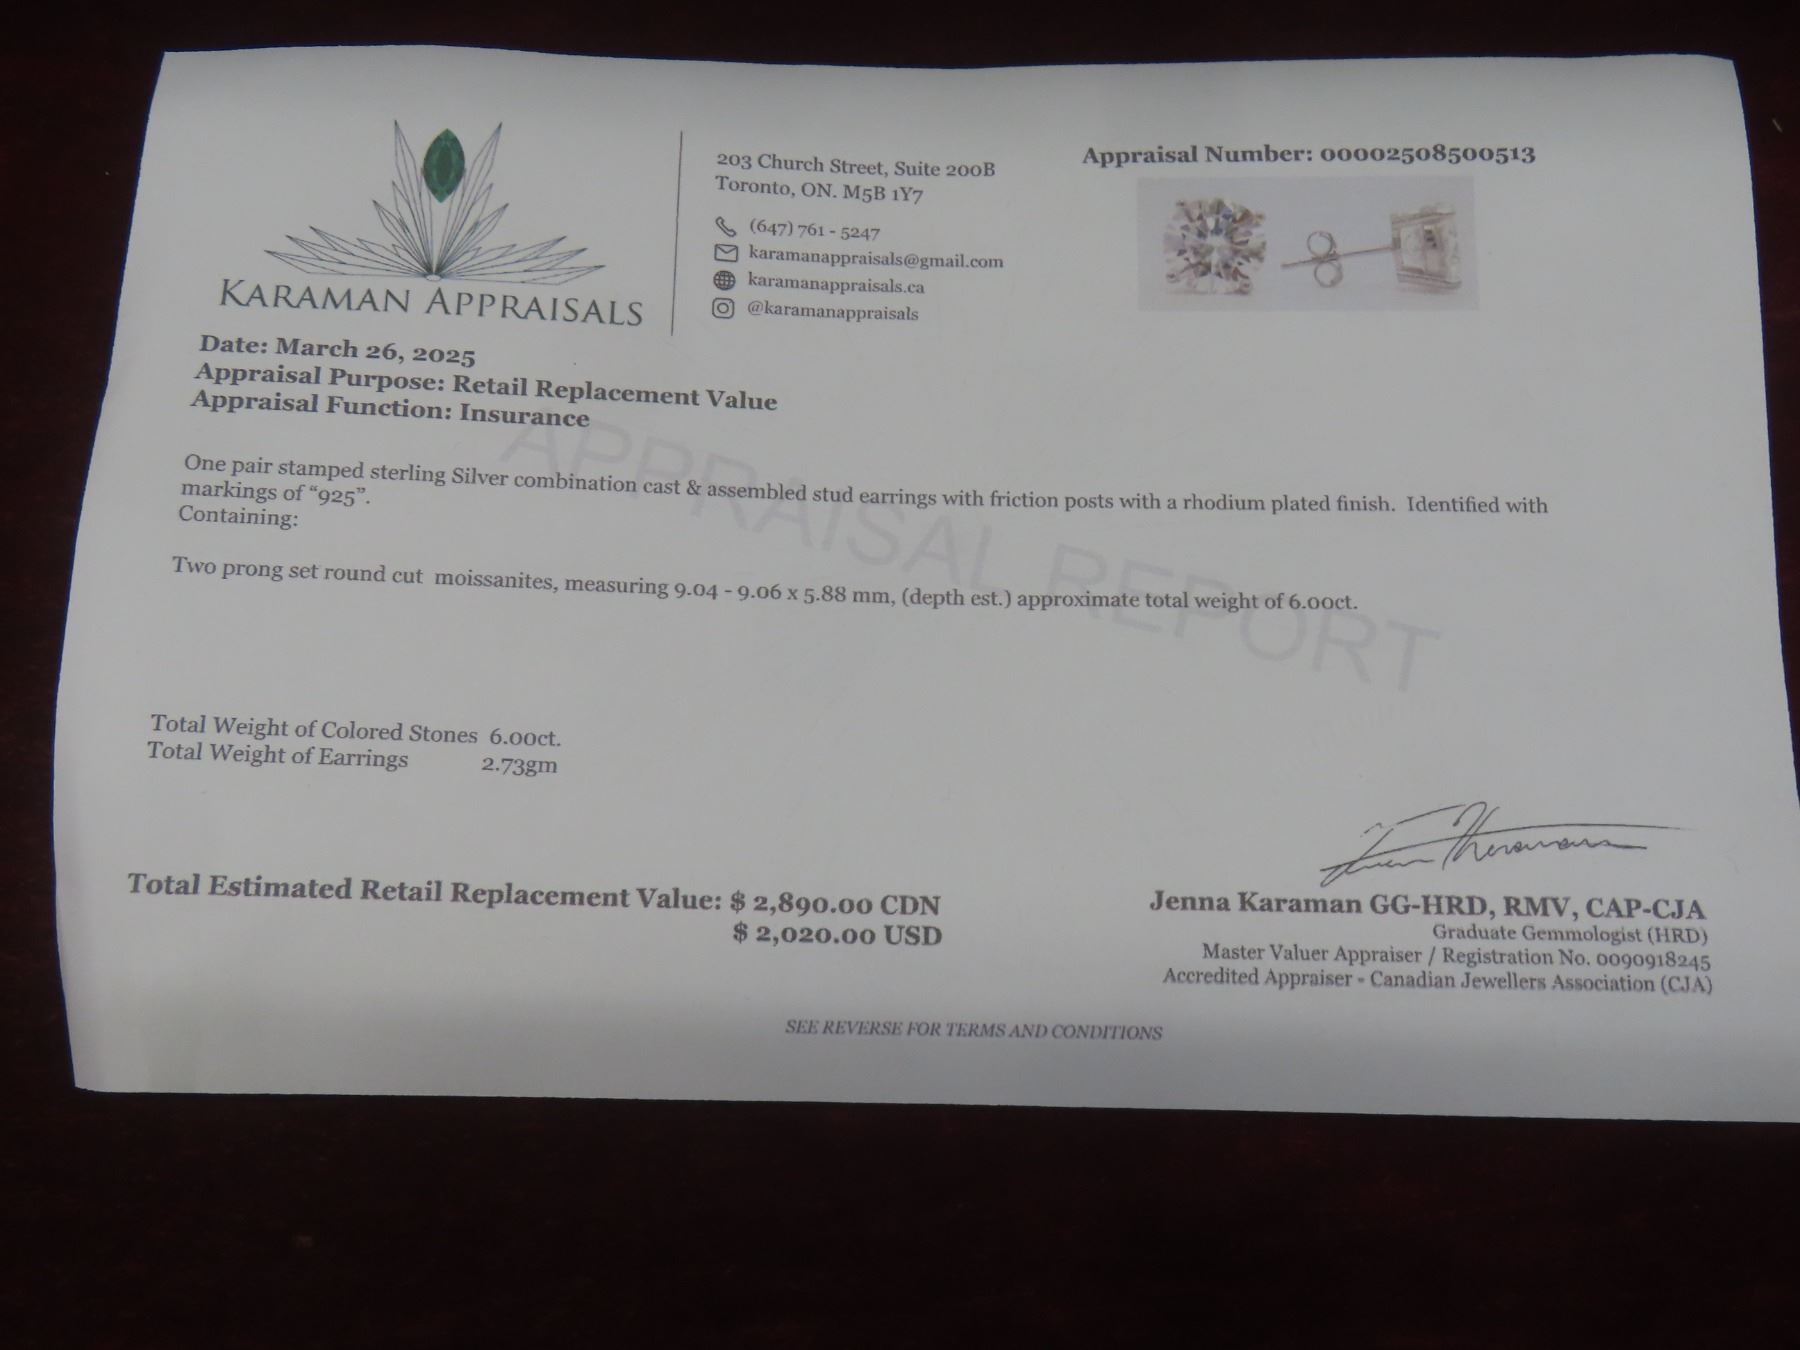 KARAMAN APPRAISALS
203 Church Street, Suite 200B
Toronto, ON. M5B 1Y7
(647) 761 - 5247
karamanappraisals@gmail.com
karamanappraisals.ca
@karamanappraisals
Appraisal Number: 00002508500513
Date: March 26, 2025
Appraisal Purpose: Retail Replacement Value
Appraisal Function: Insurance
APPRAISAL REPORT
One pair stamped sterling Silver combination cast & assembled stud earrings with friction posts with a rhodium plated finish. Identified with
markings of “925”.
Containing:
Two prong set round cut moissanites, measuring 9.04 - 9.06 x 5.88 mm, (depth est.) approximate total weight of 6.00ct.
Total Weight of Colored Stones 6.00ct.
Total Weight of Earrings 2.73gm
Total Estimated Retail Replacement Value: $ 2,890.00 CDN
$ 2,020.00 USD
Jenna Karaman GG-HRD, RMV, CAP-CJA
Graduate Gemmologist (HRD)
Master Valuer Appraiser / Registration No. 0090918245
Accredited Appraiser - Canadian Jewellers Association (CJA)
SEE REVERSE FOR TERMS AND CONDITIONS